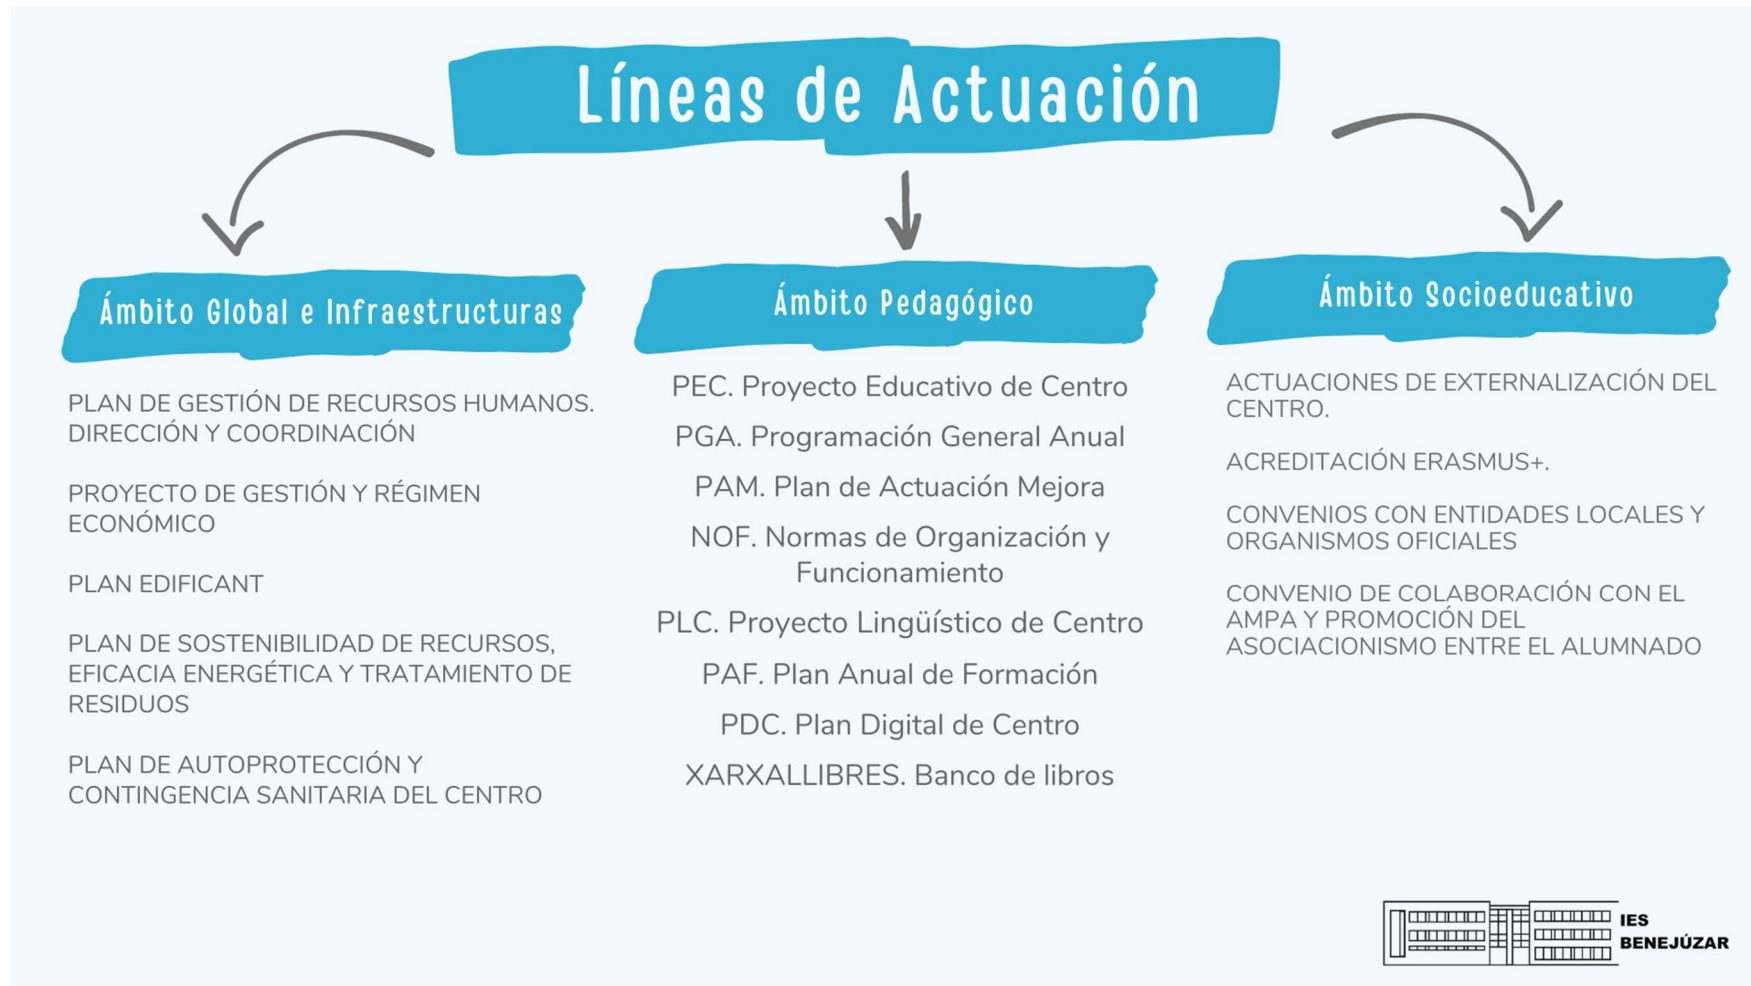 Líneas de Actuación
Ámbito Global e Infraestructuras
PLAN DE GESTIÓN DE RECURSOS HUMANOS.
DIRECCIÓN Y COORDINACIÓN
PROYECTO DE GESTIÓN Y RÉGIMEN
ECONÓMICO
PLAN EDIFICANT
PLAN DE SOSTENIBILIDAD DE RECURSOS,
EFICACIA ENERGÉTICA Y TRATAMIENTO DE
RESIDUOS
PLAN DE AUTOPROTECCIÓN Y
CONTINGENCIA SANITARIA DEL CENTRO
Ámbito Pedagógico
PEC. Proyecto Educativo de Centro
PGA. Programación General Anual
PAM. Plan de Actuación Mejora
NOF. Normas de Organización y
Funcionamiento
PLC. Proyecto Lingüístico de Centro
PAF. Plan Anual de Formación
PDC. Plan Digital de Centro
XARXALLIBRES. Banco de libros
Ámbito Socioeducativo
ACTUACIONES DE EXTERNALIZACIÓN DEL
CENTRO.
ACREDITACIÓN ERASMUS+.
CONVENIOS CON ENTIDADES LOCALES Y
ORGANISMOS OFICIALES
CONVENIO DE COLABORACIÓN CON EL
AMPA Y PROMOCIÓN DEL
ASOCIACIONISMO ENTRE EL ALUMNADO
IES
BENEJÚZAR